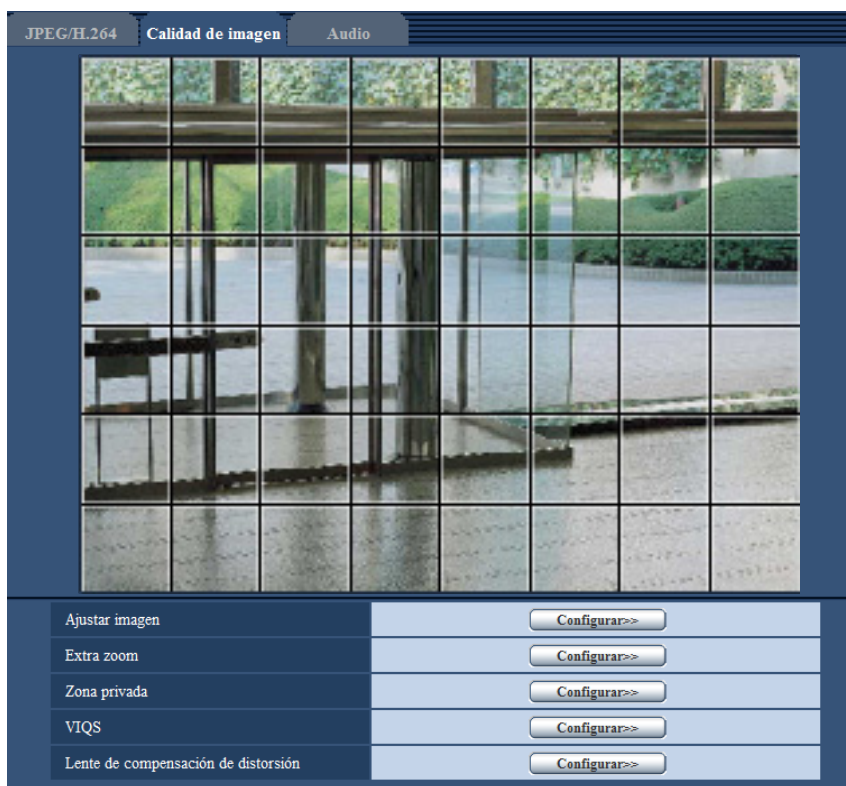 JPEG/H.264 Calidad de imagen Audio
Ajustar imagen Configurar>>
Extra zoom Configurar>>
Zona privada Configurar>>
VIQS Configurar>>
Lente de compensación de distorsión Configurar>>